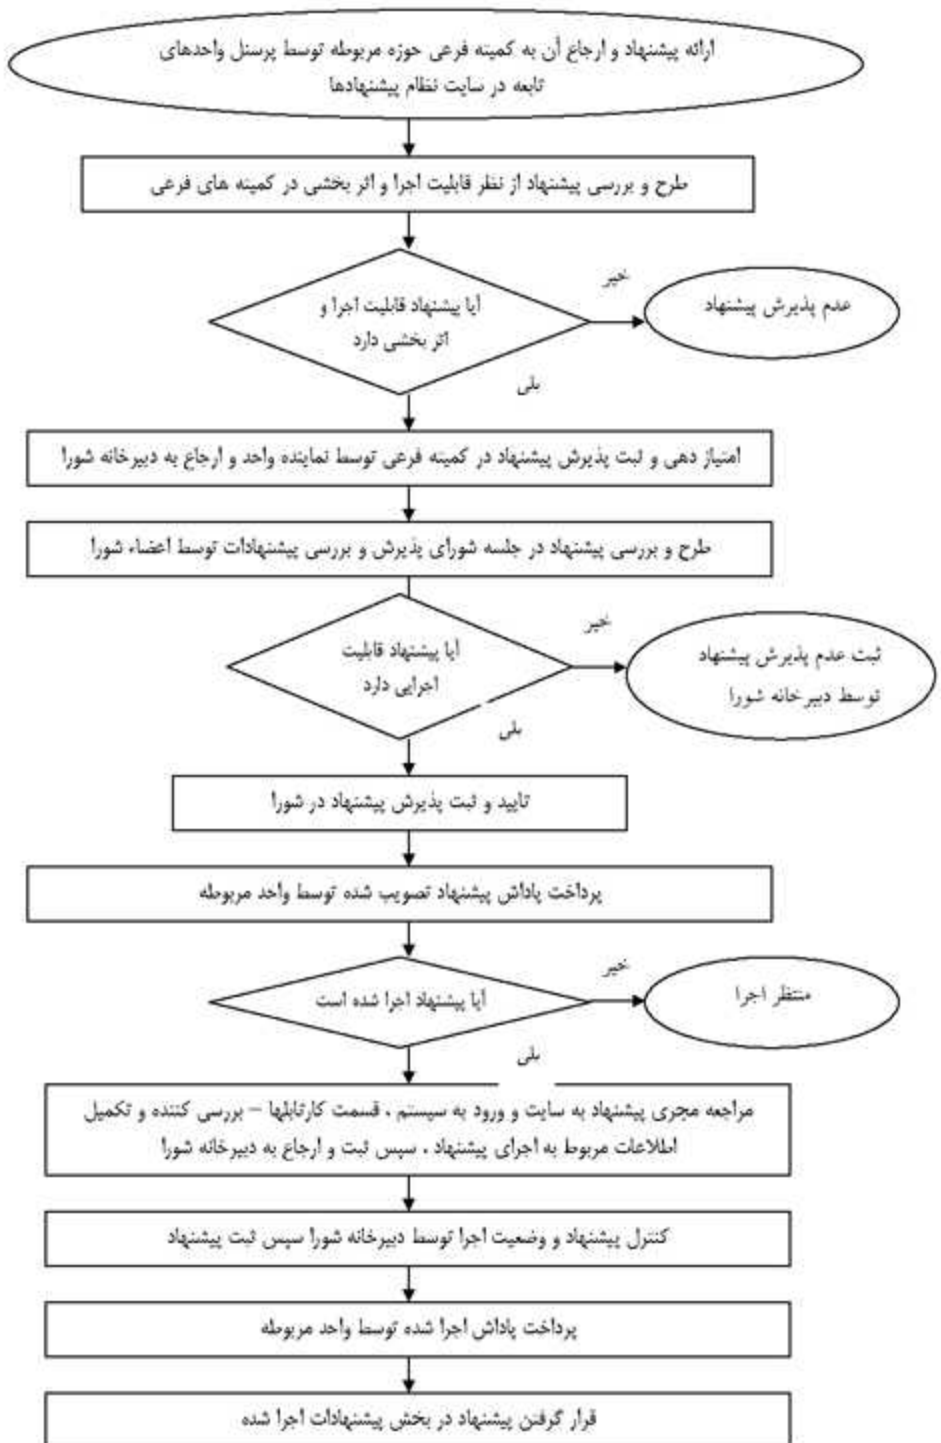 ارائه پیشنهاد و ارجاع آن به کمیته فرعی حوزه مربوطه توسط پرسنل واحدهای
تابعه در سایت نظام پیشنهادها
طرح و بررسی پیشنهاد از نظر قابلیت اجرا و اثر بخشی در کمیته های فرعی
آیا پیشنهاد قابلیت اجرا و
اثر بخشی دارد
خیر
عدم پذیرش پیشنهاد
بلی
امتیاز دهی و ثبت پذیرش پیشنهاد در کمیته فرعی توسط نماینده واحد و ارجاع به دبیرخانه شورا
طرح و بررسی پیشنهاد در جلسه شورای پذیرش و بررسی پیشنهادات توسط اعضاء شورا
آیا پیشنهاد قابلیت
اجرایی دارد
خیر
ثبت عدم پذیرش پیشنهاد
توسط دبیرخانه شورا
بلی
تایید و ثبت پذیرش پیشنهاد در شورا
پرداخت پاداش پیشنهاد تصویب شده توسط واحد مربوطه
آیا پیشنهاد اجرا شده است
خیر
منتظر اجرا
بلی
مراجعه مجری پیشنهاد به سایت و ورود به سیستم ، قسمت کارتابلها – بررسی کننده و تکمیل
اطلاعات مربوط به اجرای پیشنهاد ، سپس ثبت و ارجاع به دبیرخانه شورا
کنترل پیشنهاد و وضعیت اجرا توسط دبیرخانه شورا سپس ثبت پیشنهاد
پرداخت پاداش اجرا شده توسط واحد مربوطه
قرار گرفتن پیشنهاد در بخش پیشنهادات اجرا شده